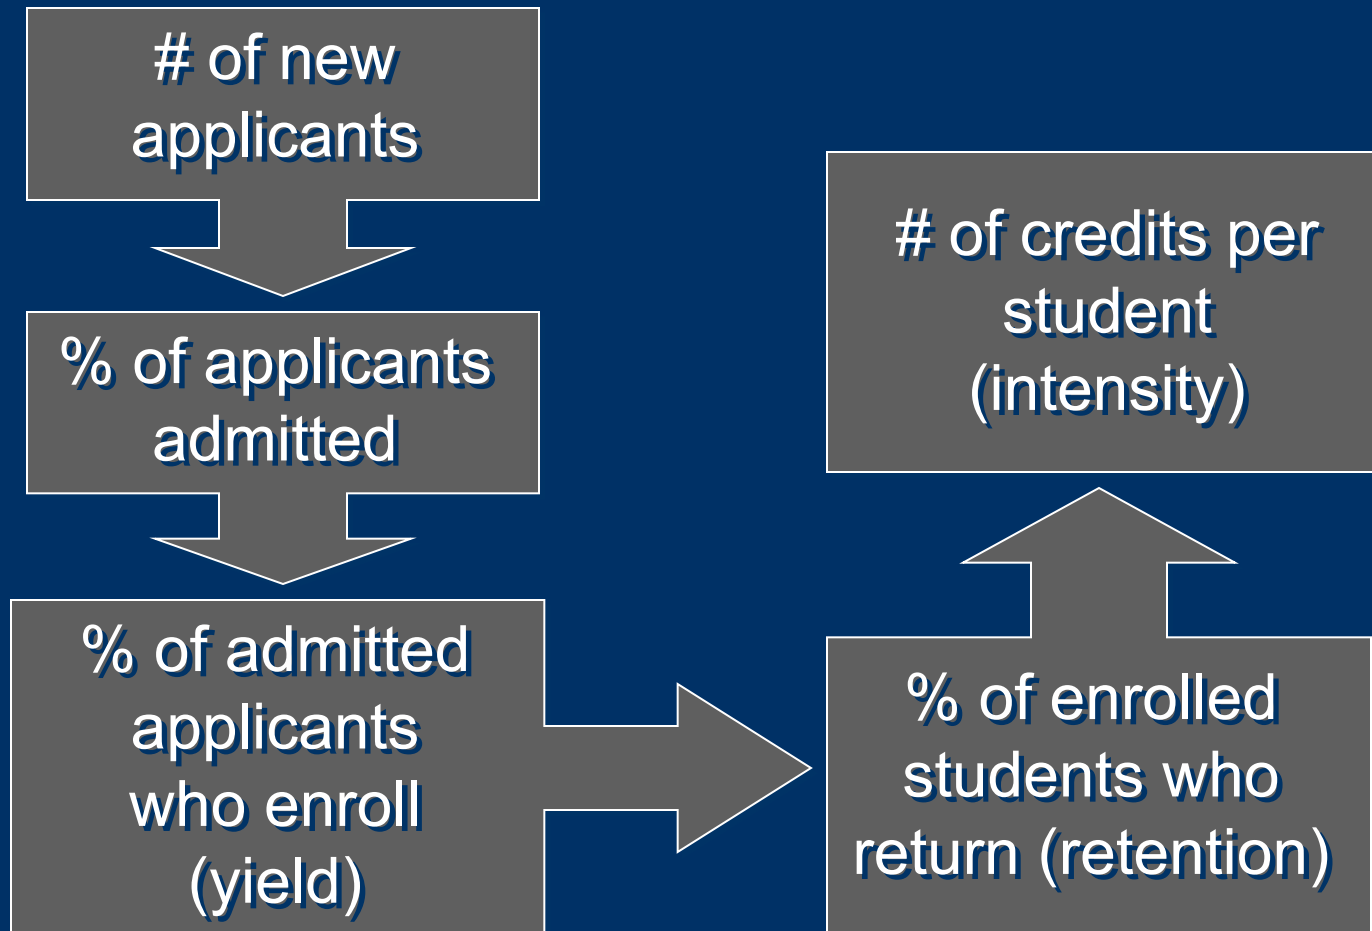 # of new
applicants
% of applicants
admitted
% of admitted
applicants
who enroll
(yield)
% of enrolled
students who
return (retention)
# of credits per
student
(intensity)